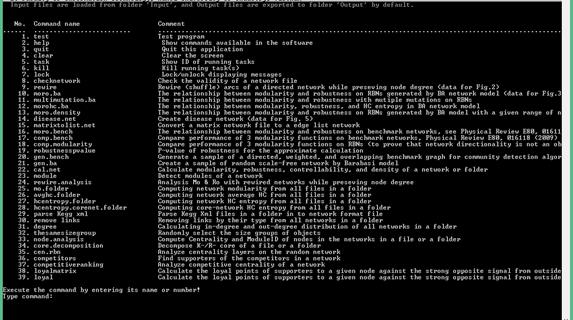 Input files are loaded from folder 'Input', and Output files are exported to folder 'Output' by default.
No. Command name Comment
1. test Test program
2. help Show commands available in the software
3. quit Quit this application
4. clear Clear the screen
5. task Show ID of running tasks
6. kill Kill running task(s)
7. lock Lock/unlock displaying messages
8. checknetwork Check the validity of a network file
9. rewire Rewire (shuffle) arcs of a directed network while preseving node degree (data for Fig.2)
10. moro.ba The relationship between modularity and robustness on RBNs generated by BA network model (data for Fig.3
11. multimutation.ba The relationship between modularity and robustness on RBNs with mutiple mutations on RBNs
12. morohc.ba The relationship between modularity, robustness, and HC entropy in BA network model
13. moro.density The relationship between modularity and robustness on RBNs generated by BA model with a given range of n
14. disease.net Create disease network (data for Fig. 5)
15. matrixtolist.net Convert a matrix network file to a list network
16. moro.bench The relationship between modularity and robustness on benchmark networks, see Physical Review E80, 01611
17. comp.bench Compare performance of 3 modularity functions on benchmark networks, Physical Review E80, 016118 (2009)
18. comp.modularity Compare performance of 3 modularity functions on RBNs (to prove that network directionality is not an ob
19. robustnesspvalue P-value of robustness for the approximate calculation
20. gen.bench Generate a sample of directed, weighted, and overlapping benchmark graph for community detection algor
21. gen.ba Create a sample of random scale-free network by Barabasi model
22. cal.net Calculate modularity, robustness, controllability, and density of a network or folder
23. module Detect modules of a network
24. rewire.analysis Analysis Mo & Ro with rewired networks while preseving node degree
25. mo.folder Computing network modularity from all files in a folder
26. avghc.folder Computing network average HC from all files in a folder
27. hcentropy.folder Computing network HC entropy from all files in a folder
28. hcentropy.corenet.folder Computing core-network HC entropy from all files in a folder
29. parse Kegg xml Parse Kegg Xml files in a folder to network format file
30. remove links Removing links by their type from all networks in a folder
31. degree Calculating in-degree and out-degree distribution of all networks in a folder
32. thesamesizegroup Randomly select the size groups of objects
33. node.analysis Compute Centrality and ModuleID of nodes in the networks in a file or a folder
34. core.decomposition Decompose K-/R- core of a file or a folder
35. cen.rbn Analyze centrality layers on the random network
36. competitors Find supporters of the competitors in a network
37. competitiveranking Analyze competitive centrality of a network
38. loyalmatrix Calculate the loyal points of supporters to a given node against the strong opposite signal from outside
39. loyal Calculate the loyal points of supporters to a given node against the strong opposite signal from outside
Execute the command by entering its name or number!
Type command: